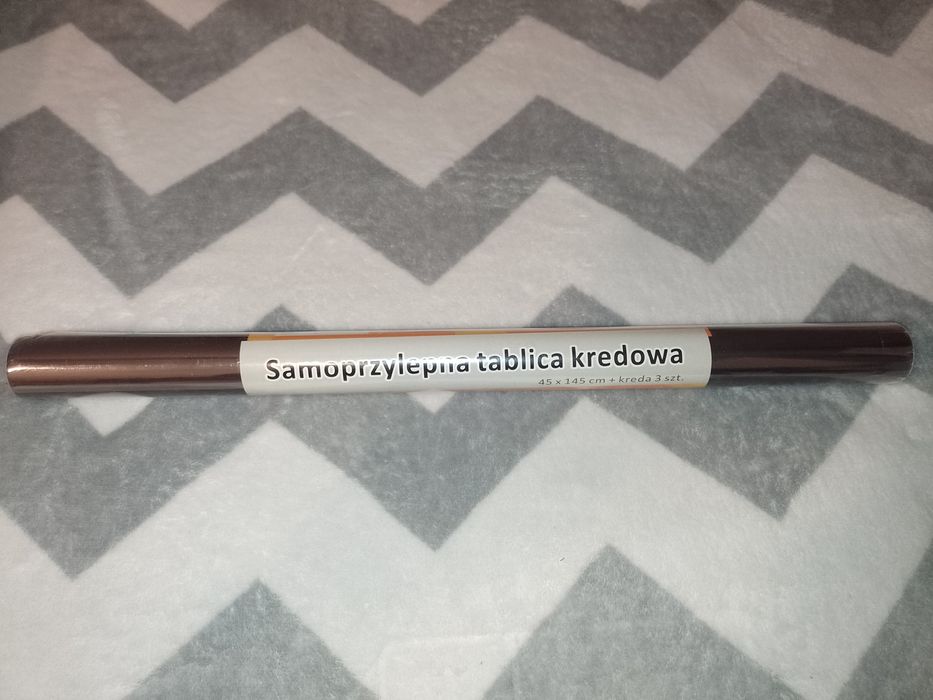 Samoprzylepna tablica kredowa
45 x 145 cm + kreda 3 szt.